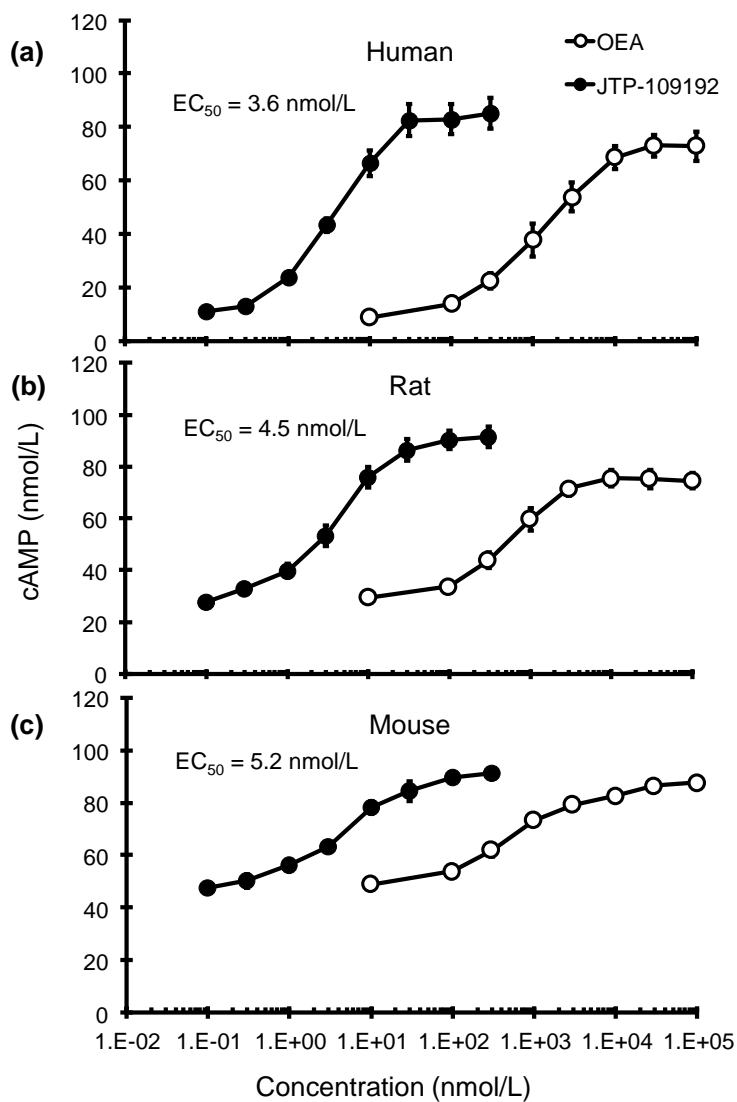 (a)
Human
OEA
JTP-109192
EC50 = 3.6 nmol/L
120
100
80
60
40
20
0
(b)
Rat
EC50 = 4.5 nmol/L
120
100
80
60
40
20
0
cAMP (nmol/L)
(c)
Mouse
EC50 = 5.2 nmol/L
120
100
80
60
40
20
0
1.E-02 1.E-01 1.E+00 1.E+01 1.E+02 1.E+03 1.E+04 1.E+05
Concentration (nmol/L)